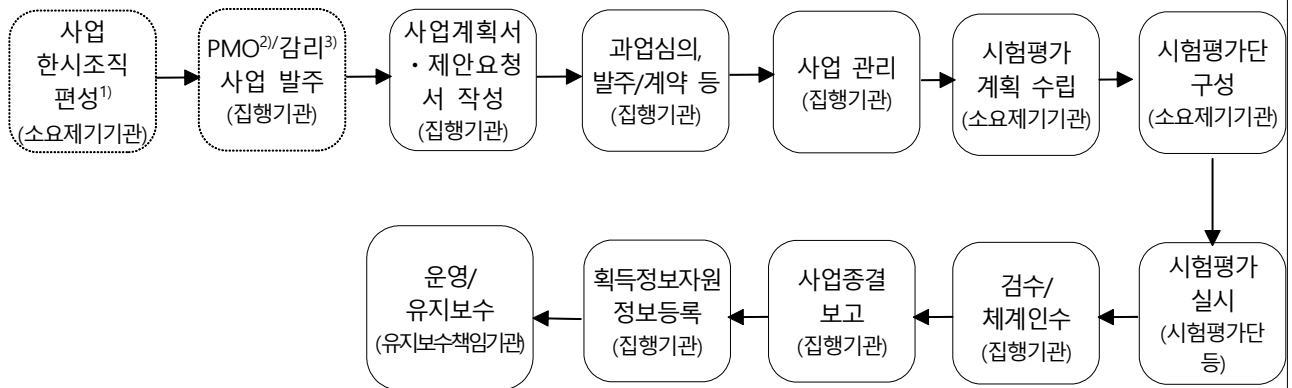 사업
한시조직
편성1)
(소요제기기관)
PMO2)/감리3)
사업 발주
(집행기관)
사업계획서
· 제안요청
서 작성
(집행기관)
과업심의,
발주/계약 등
(집행기관)
사업 관리
(집행기관)
시험평가
계획 수립
(소요제기기관)
시험평가단
구성
(소요제기기관)
시험평가
실시
(시험평가단
등)
검수/
체계인수
(집행기관)
사업종결
보고
(집행기관)
획득정보자원
정보등록
(집행기관)
운영/
유지보수
(유지보수책임기관)